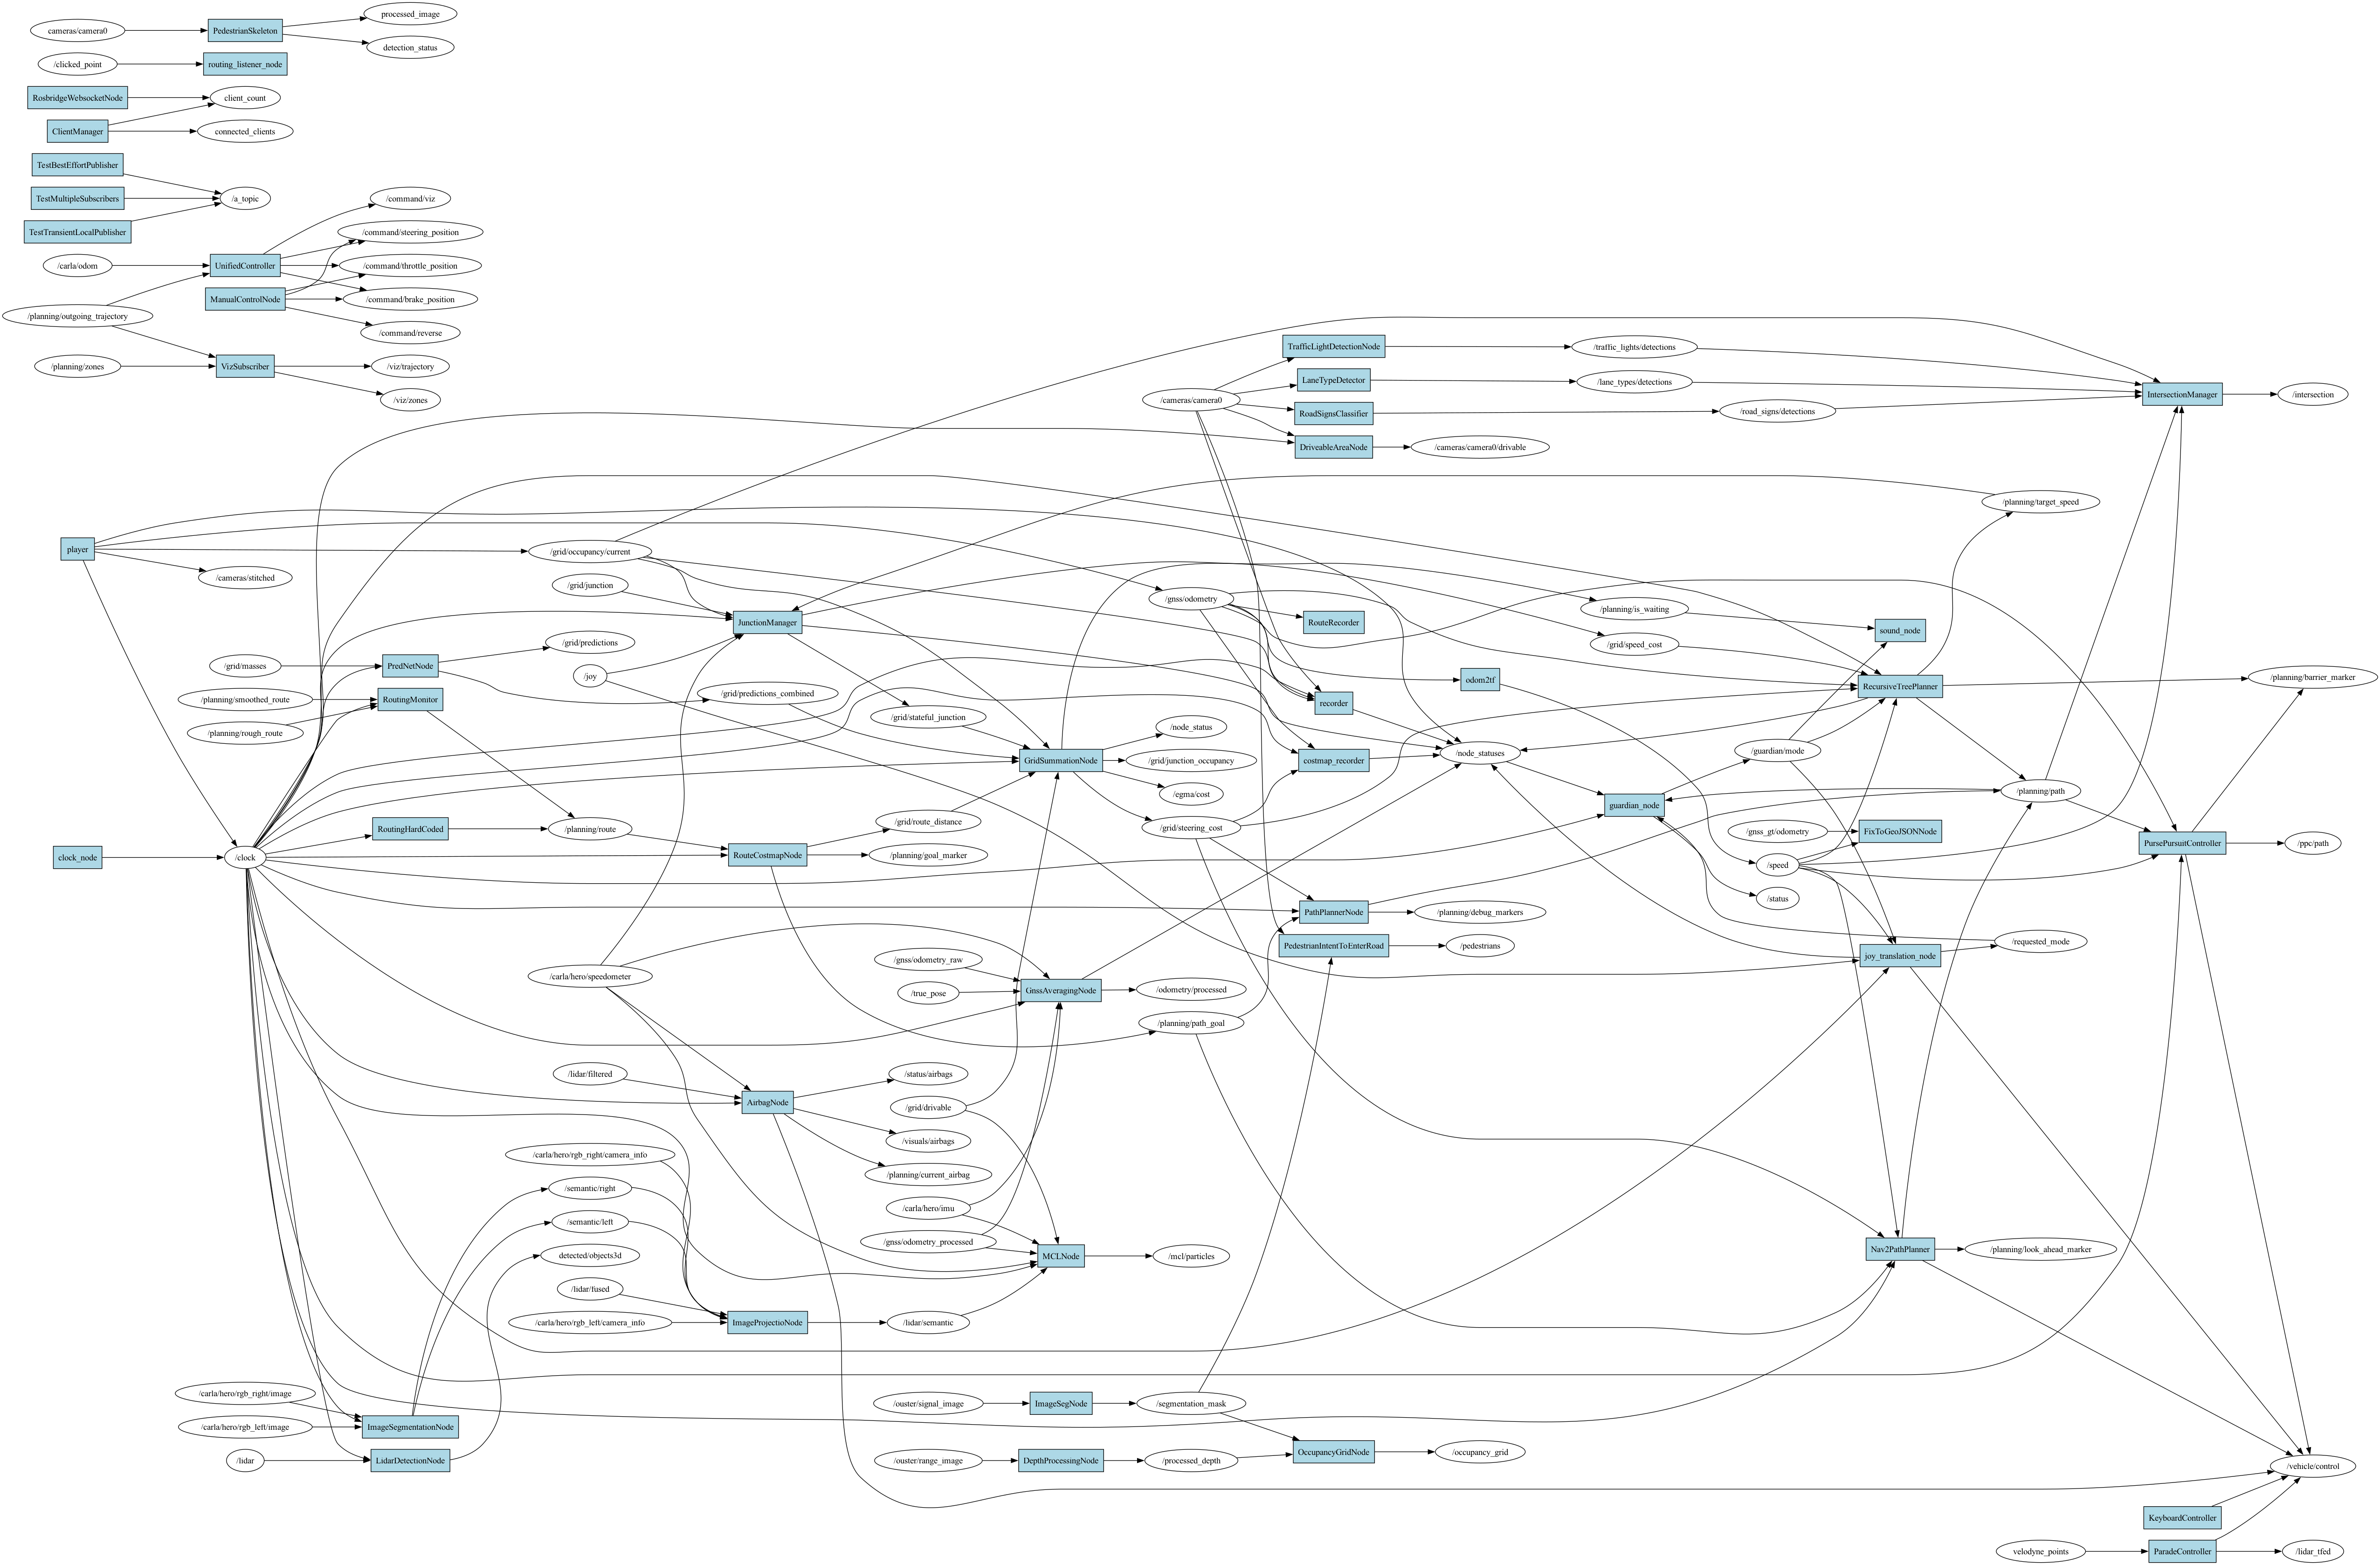 processed_image
cameras/camera0
PedestrianSkeleton
detection_status
/clicked_point
routing_listener_node
RosbridgeWebsocketNode
client_count
ClientManager
connected_clients
TestBestEffortPublisher
TestMultipleSubscribers
/a_topic
/command/viz
TestTransientLocalPublisher
/command/steering_position
/carla/odom
UnifiedController
/command/throttle_position
ManualControlNode
/command/brake_position
/planning/outgoing_trajectory
/command/reverse
/planning/zones
VizSubscriber
/viz/trajectory
/viz/zones
TrafficLightDetectionNode
/traffic_lights/detections
LaneTypeDetector
/lane_types/detections
IntersectionManager
/intersection
/cameras/camera0
RoadSignsClassifier
/road_signs/detections
DriveableAreaNode
/cameras/camera0/drivable
/planning/target_speed
player
/grid/occupancy/current
/cameras/stitched
/grid/junction
/gnss/odometry
/planning/is_waiting
JunctionManager
RouteRecorder
sound_node
/grid/predictions
/grid/speed_cost
/grid/masses
PredNetNode
/joy
odom2tf
RecursiveTreePlanner
/planning/barrier_marker
/planning/smoothed_route
RoutingMonitor
/grid/predictions_combined
recorder
/planning/rough_route
/grid/stateful_junction
/node_status
/node_statuses
/guardian/mode
GridSummationNode
/grid/junction_occupancy
costmap_recorder
/egma/cost
/planning/path
guardian_node
RoutingHardCoded
/planning/route
/grid/route_distance
/grid/steering_cost
/gnss_gt/odometry
FixToGeoJSONNode
PursePursuitController
/ppc/path
clock_node
/clock
RouteCostmapNode
/planning/goal_marker
/speed
/status
PathPlannerNode
/planning/debug_markers
PedestrianIntentToEnterRoad
/pedestrians
/requested_mode
joy_translation_node
/carla/hero/speedometer
/gnss/odometry_raw
/true_pose
GnssAveragingNode
/odometry/processed
/planning/path_goal
/lidar/filtered
/status/airbags
AirbagNode
/grid/drivable
/visuals/airbags
/carla/hero/rgb_right/camera_info
/planning/current_airbag
/semantic/right
/carla/hero/imu
/semantic/left
/gnss/odometry_processed
detected/objects3d
MCLNode
/mcl/particles
Nav2PathPlanner
/planning/look_ahead_marker
/lidar/fused
/carla/hero/rgb_left/camera_info
ImageProjectioNode
/lidar/semantic
/carla/hero/rgb_right/image
/carla/hero/rgb_left/image
ImageSegmentationNode
/ouster/signal_image
ImageSegNode
/segmentation_mask
/lidar
LidarDetectionNode
/ouster/range_image
DepthProcessingNode
/processed_depth
OccupancyGridNode
/occupancy_grid
/vehicle/control
KeyboardController
velodyne_points
ParadeController
/lidar_tfed